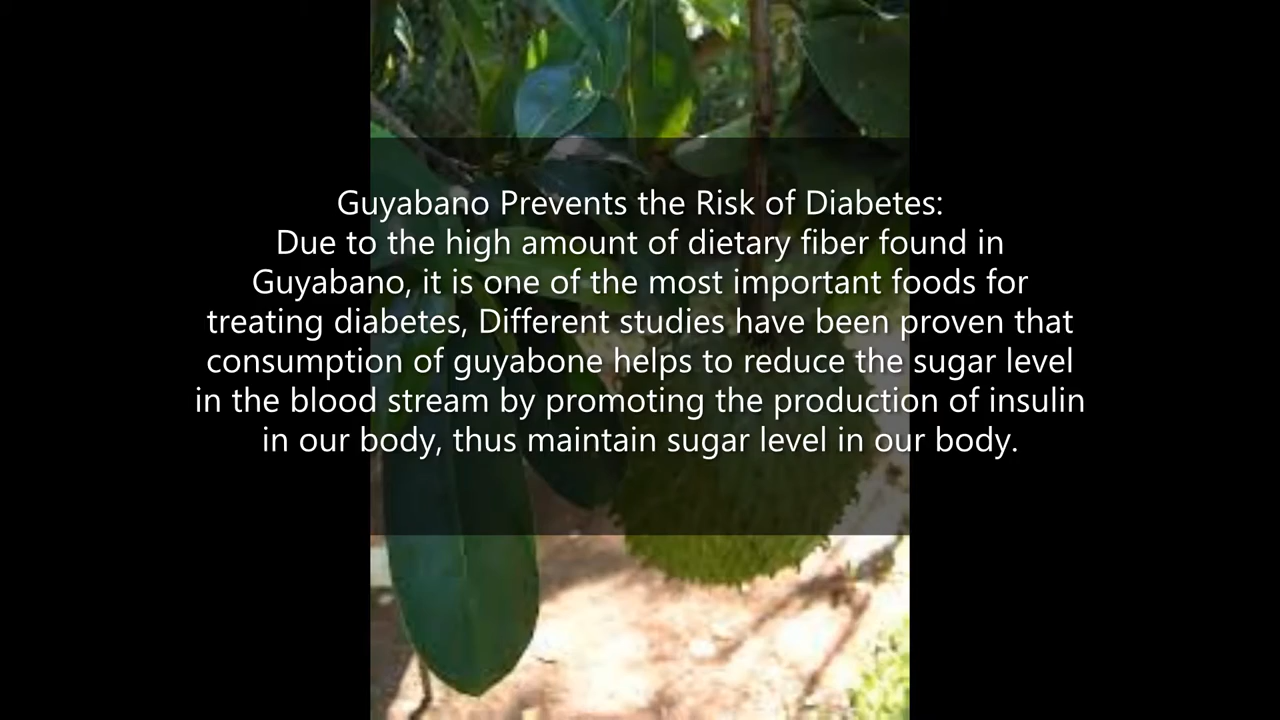 Guyabano Prevents the Risk of Diabetes:
Due to the high amount of dietary fiber found in
Guyabano, it is one of the most important foods for
treating diabetes, Different studies have been proven that
consumption of guyabone helps to reduce the sugar level
in the blood stream by promoting the production of insulin
in our body, thus maintain sugar level in our body.